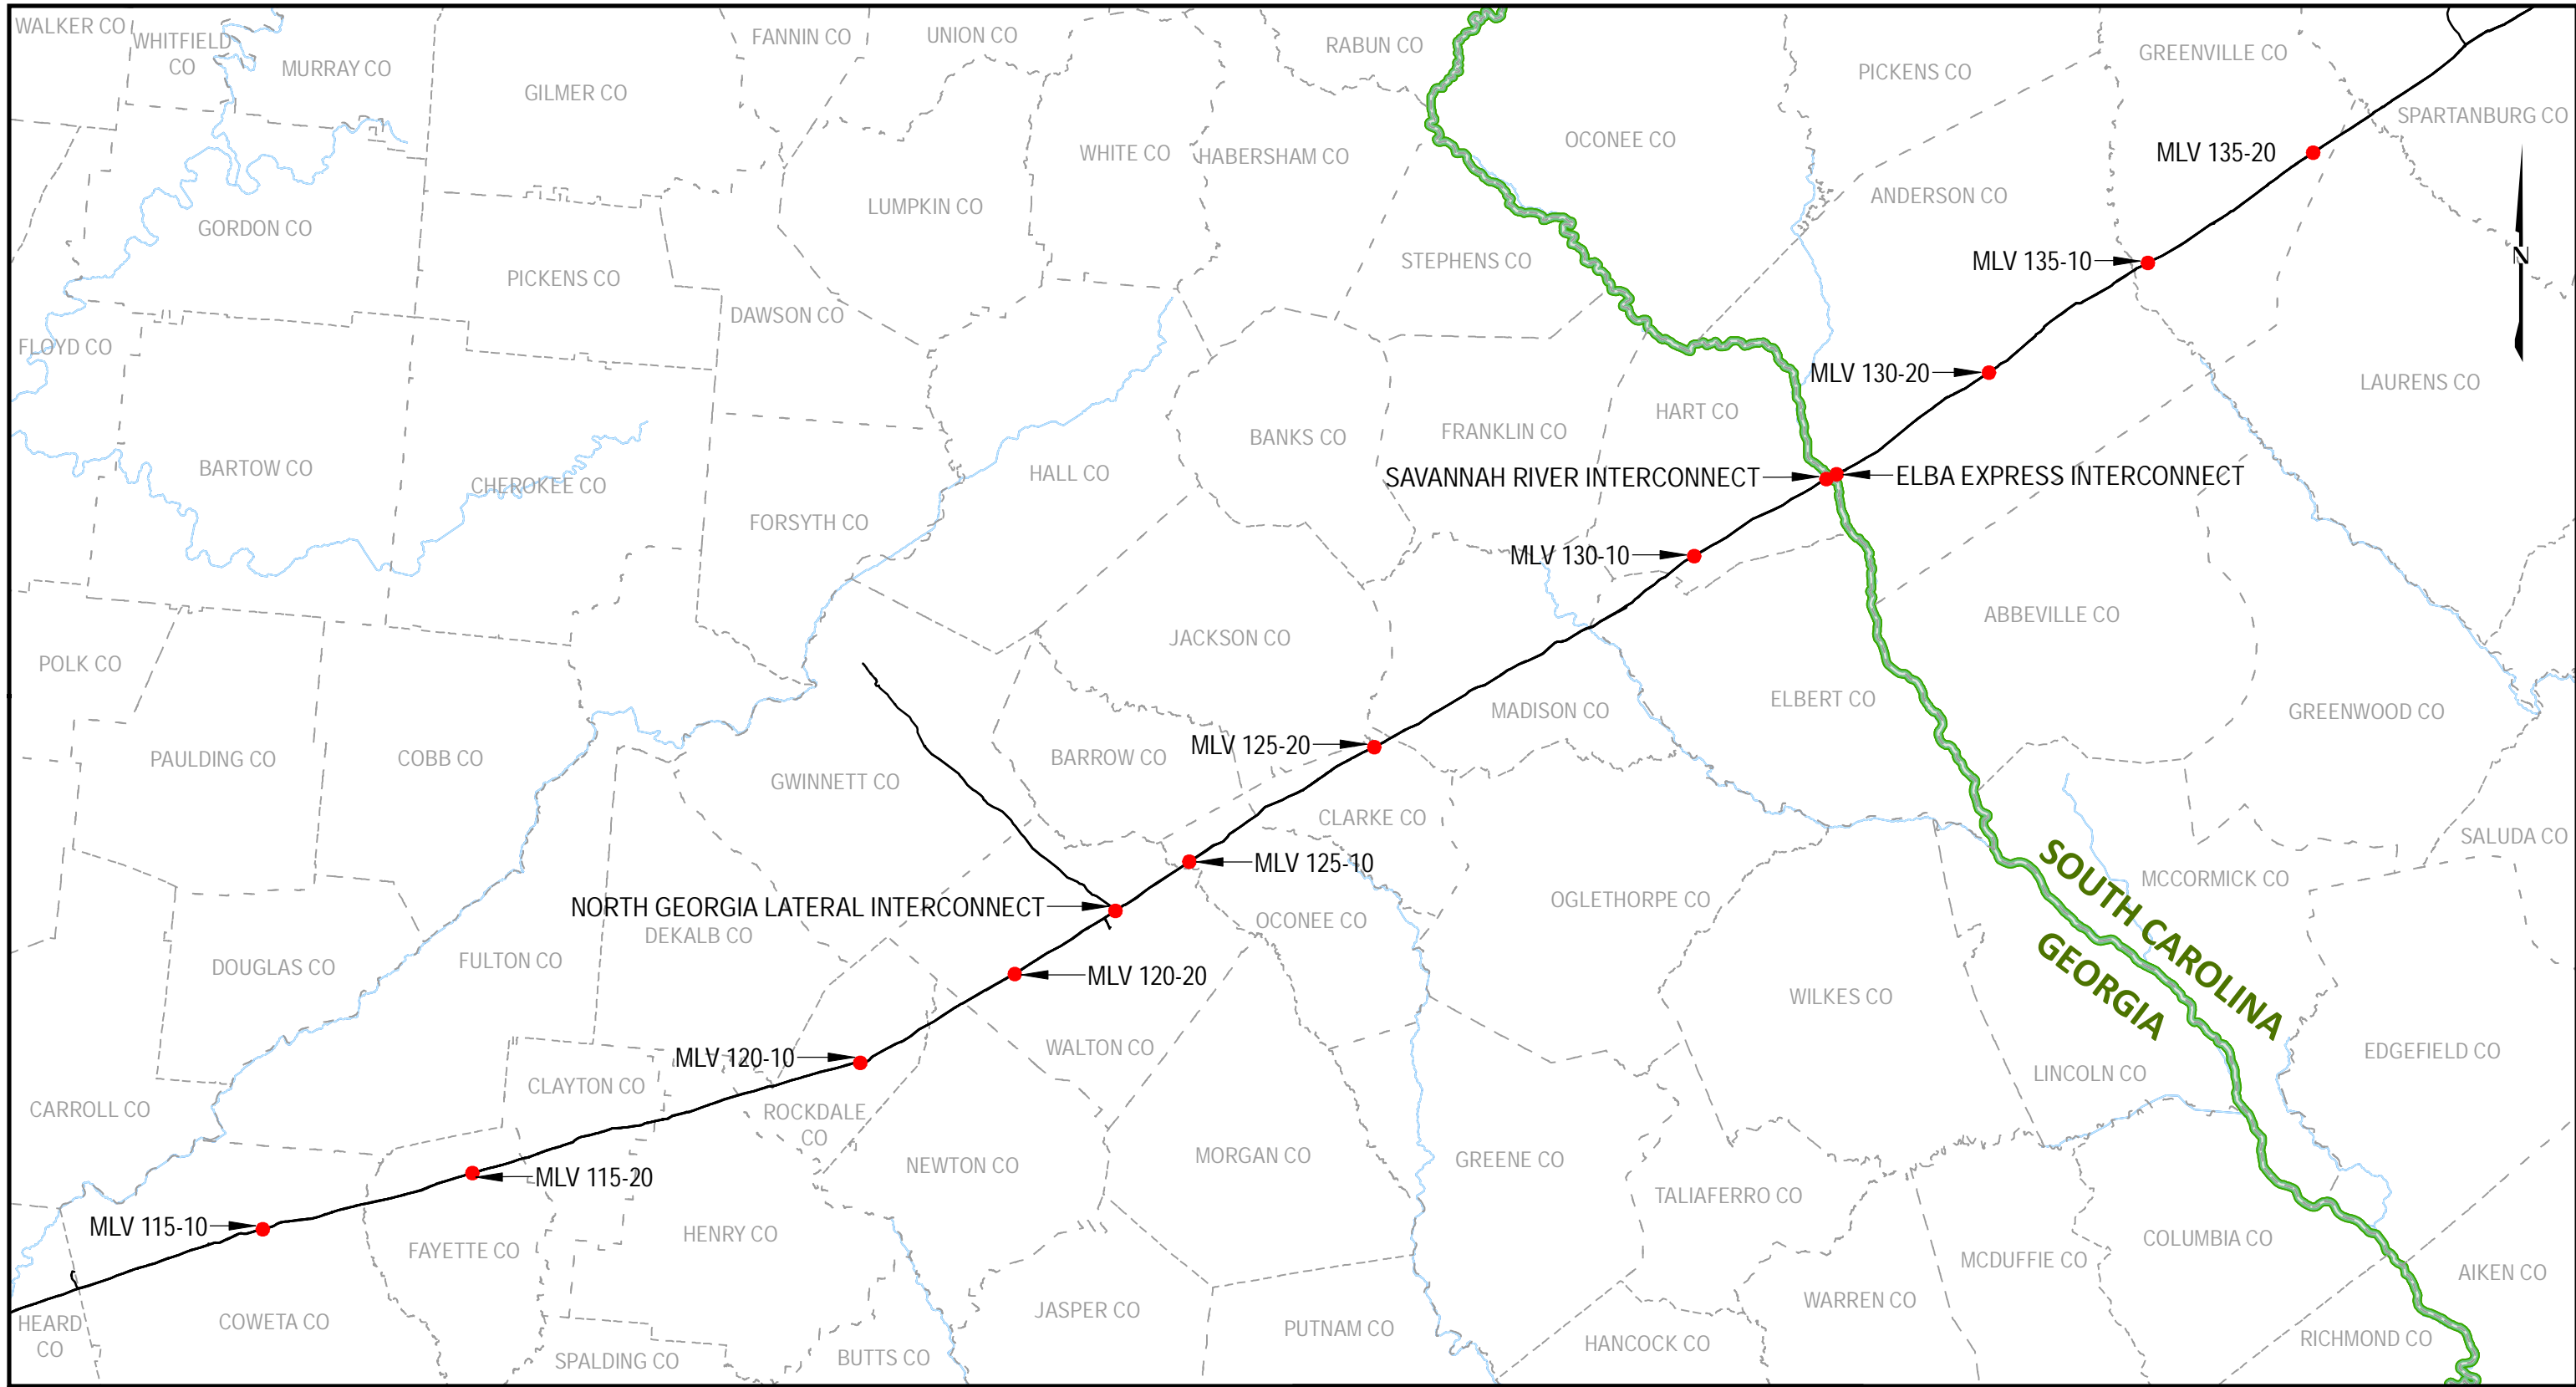 WALKER CO
WHITFIELD
CO
MURRAY CO
GILMER CO
FANNIN CO
UNION CO
RABUN CO
PICKENS CO
GREENVILLE CO
SPARTANBURG CO
WHITE CO
HABERSHAM CO
OCONEE CO
MLV 135-20
GORDON CO
LUMPKIN CO
ANDERSON CO
PICKENS CO
STEPHENS CO
MLV 135-10
N
DAWSON CO
FLOYD CO
MLV 130-20
LAURENS CO
BARTOW CO
CHEROKEE CO
HALL CO
BANKS CO
FRANKLIN CO
HART CO
SAVANNAH RIVER INTERCONNECT
ELBA EXPRESS INTERCONNECT
FORSYTH CO
MLV 130-10
JACKSON CO
ABBEVILLE CO
POLK CO
MADISON CO
ELBERT CO
GREENWOOD CO
PAULDING CO
COBB CO
GWINNETT CO
BARROW CO
MLV 125-20
CLARKE CO
SALUDA CO
MLV 125-10
SOUTH CAROLINA
MCCORMICK CO
NORTH GEORGIA LATERAL INTERCONNECT
DEKALB CO
OCONEE CO
OGLETHORPE CO
GEORGIA
DOUGLAS CO
FULTON CO
MLV 120-20
WILKES CO
MLV 120-10
WALTON CO
EDGEFIELD CO
LINCOLN CO
CARROLL CO
CLAYTON CO
ROCKDALE
CO
MLV 115-20
NEWTON CO
MORGAN CO
GREENE CO
TALIAFERRO CO
MLV 115-10
FAYETTE CO
HENRY CO
MCDUFFIE CO
COLUMBIA CO
AIKEN CO
HEARD
CO
COWETA CO
JASPER CO
PUTNAM CO
WARREN CO
HANCOCK CO
RICHMOND CO
SPALDING CO
BUTTS CO